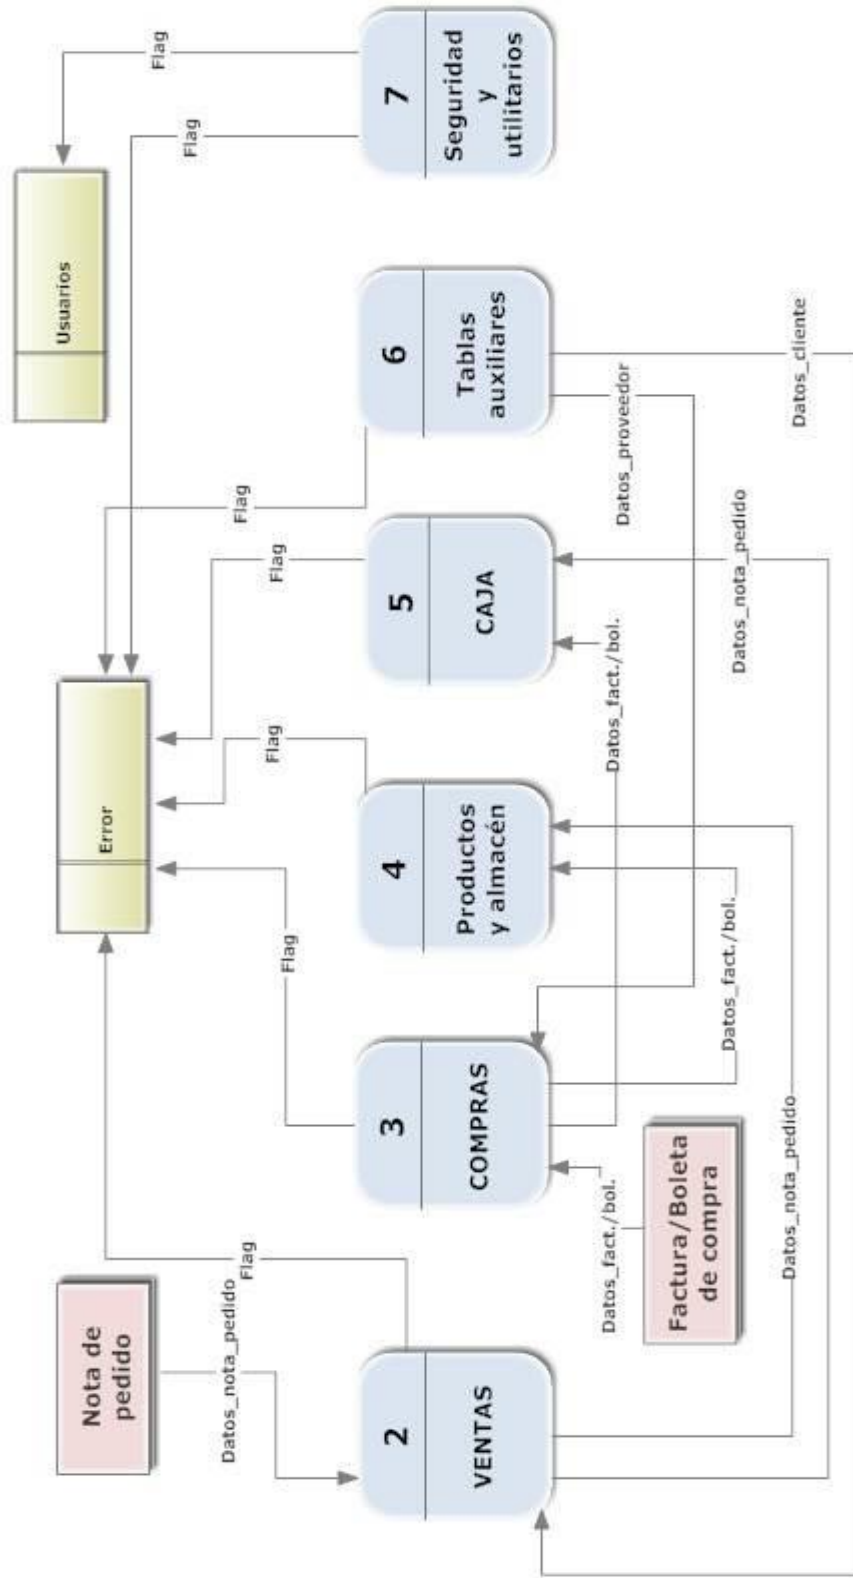 Nota de
pedido
Error
Usuarios
Datos_nota_pedido
Flag
Flag
Flag
Flag
Flag
Flag
Flag
2
VENTAS
3
COMPRAS
4
Productos
y almacén
5
CAJA
6
Tablas
auxiliares
7
Seguridad
y
utilitarios
Datos_fact./bol.
Factura/Boleta
de compra
Datos_fact./bol.
Datos_fact./bol.
Datos_proveedor
Datos_nota_pedido
Datos_nota_pedido
Datos_cliente